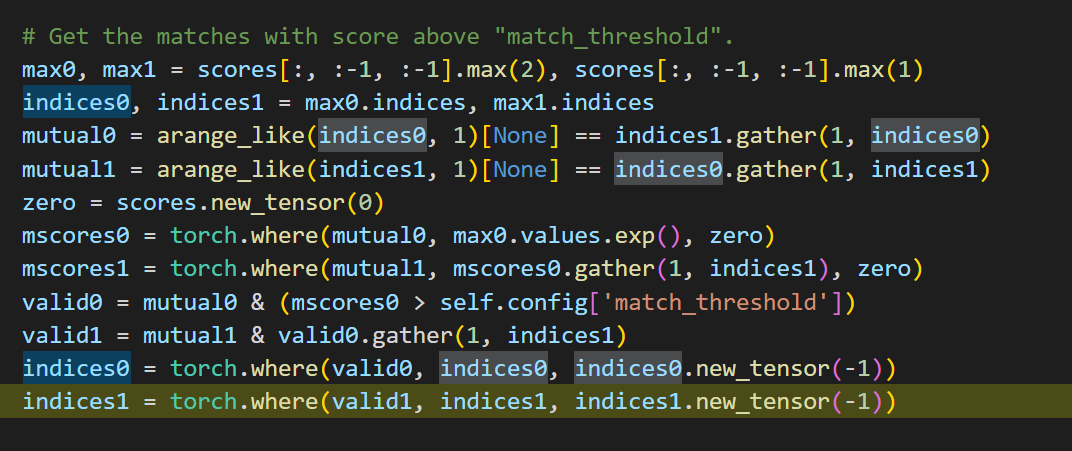 # Get the matches with score above "match_threshold".
max0, max1 = scores[:, :-1, :-1].max(2), scores[:, :-1, :-1].max(1)
indices0, indices1 = max0.indices, max1.indices
mutual0 = arange_like(indices0, 1)[None] == indices1.gather(1, indices0)
mutual1 = arange_like(indices1, 1)[None] == indices0.gather(1, indices1)
zero = scores.new_tensor(0)
mscores0 = torch.where(mutual0, max0.values.exp(), zero)
mscores1 = torch.where(mutual1, mscores0.gather(1, indices1), zero)
valid0 = mutual0 & (mscores0 > self.config['match_threshold'])
valid1 = mutual1 & valid0.gather(1, indices1)
indices0 = torch.where(valid0, indices0, indices0.new_tensor(-1))
indices1 = torch.where(valid1, indices1, indices1.new_tensor(-1))